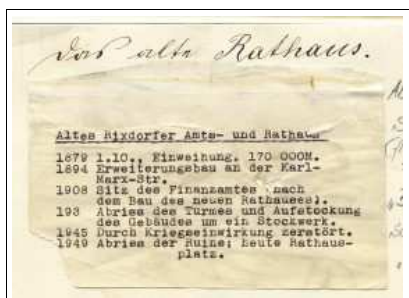 Das alte Rathaus.
Altes Rixdorfer Amts- und Rathaus
1879 1.10., Einweihung. 170 000M.
1894 Erweiterungsbau an der Karl-
Marx-Str.
1908 Sitz des Finanzamtes (nach
dem Bau des neuen Rathauses).
193 Abriss des Turmes und Aufstockung
des Gebäudes um ein Stockwerk.
1945 Durch Kriegseinwirkung zerstört.
1949 Abriss der Ruine; heute Rathaus-
platz.